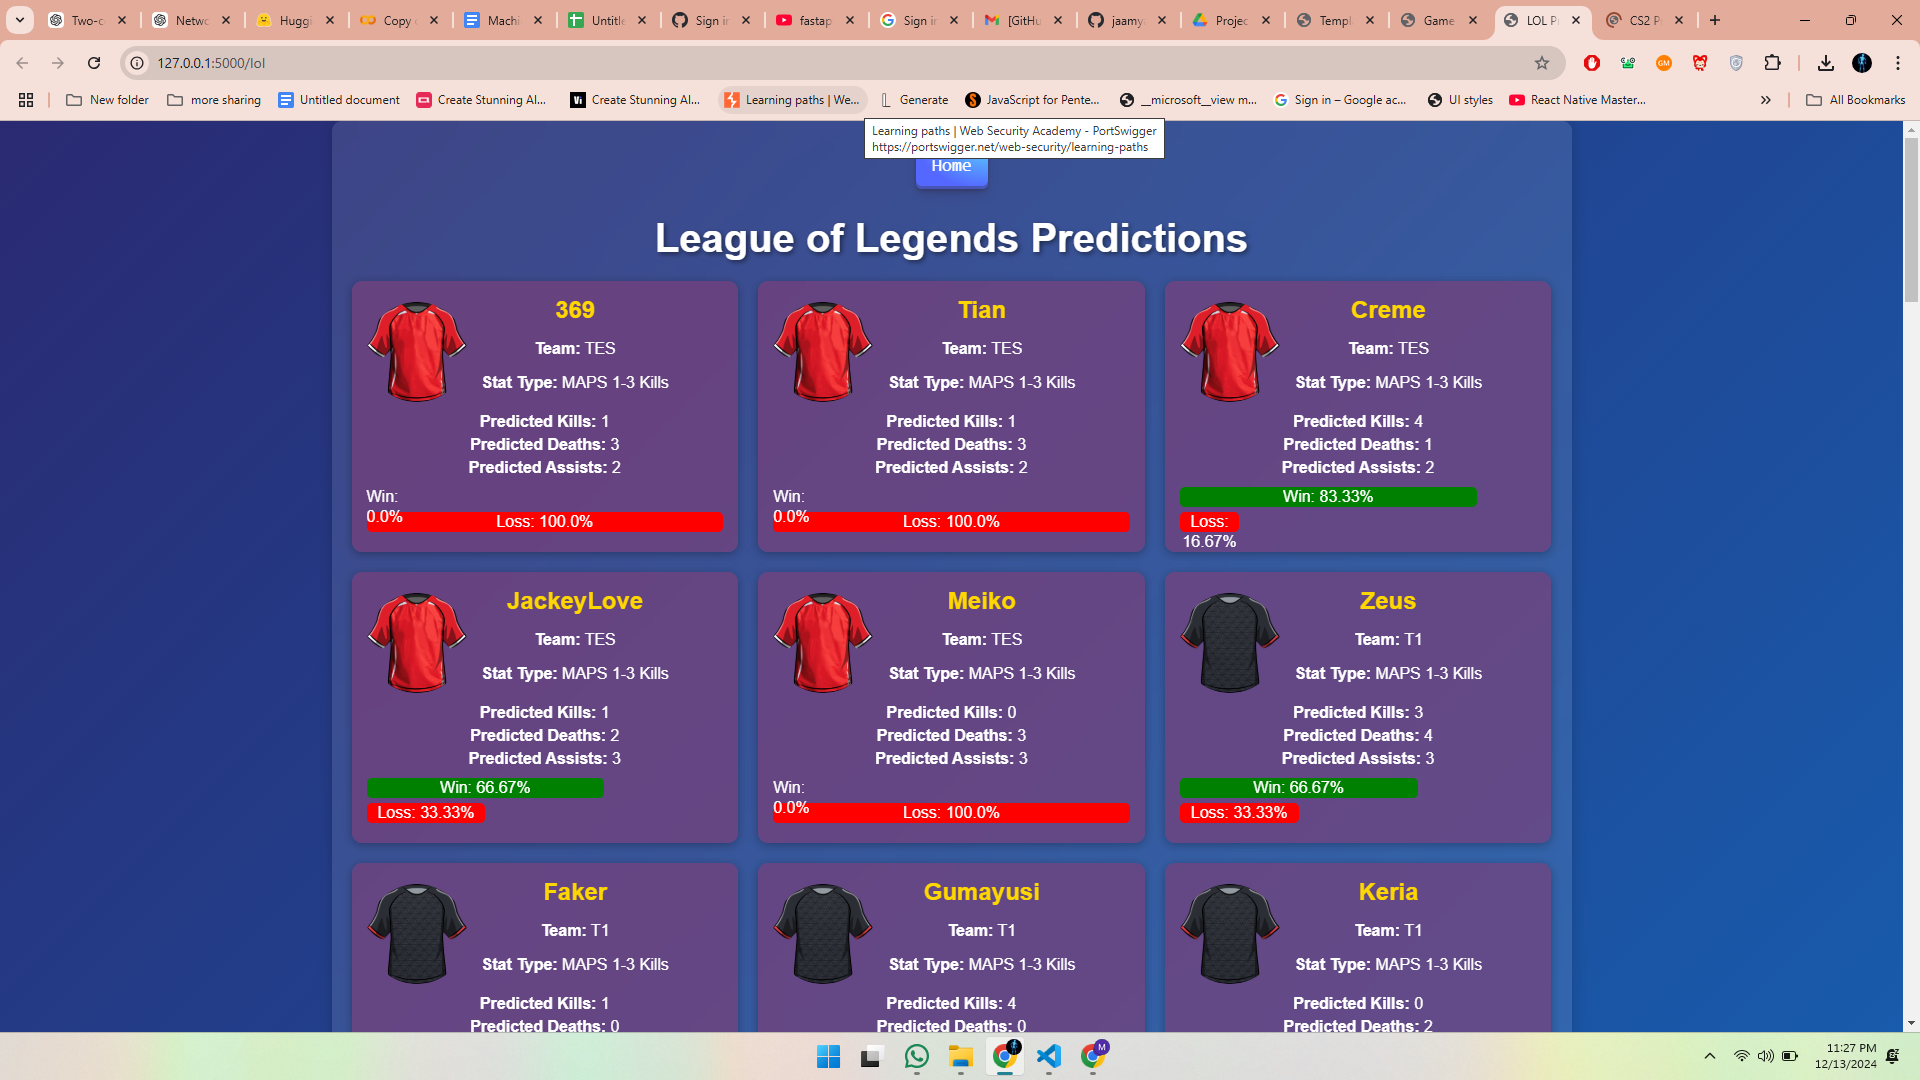 Two-c
Netwo
Huggi
Copy
Machi
Untitle
Sign i
fastap
Sign i
[GitHu
jaamy
Projec
Templ
Game
LOL P
CS2 P
127.0.0.1:5000/lol
New folder
more sharing
Untitled document
Create Stunning AI...
Create Stunning AI...
Learning paths | We...
Generate
JavaScript for Pente...
__microsoft__view m...
Sign in – Google ac...
UI styles
React Native Master...
All Bookmarks
Learning paths | Web Security Academy - PortSwigger
https://portswigger.net/web-security/learning-paths
Home
League of Legends Predictions
369
Team: TES
Stat Type: MAPS 1-3 Kills
Predicted Kills: 1
Predicted Deaths: 3
Predicted Assists: 2
Win:
0.0%
Loss: 100.0%
Tian
Team: TES
Stat Type: MAPS 1-3 Kills
Predicted Kills: 1
Predicted Deaths: 3
Predicted Assists: 2
Win:
0.0%
Loss: 100.0%
Creme
Team: TES
Stat Type: MAPS 1-3 Kills
Predicted Kills: 4
Predicted Deaths: 1
Predicted Assists: 2
Win: 83.33%
Loss:
16.67%
JackeyLove
Team: TES
Stat Type: MAPS 1-3 Kills
Predicted Kills: 1
Predicted Deaths: 2
Predicted Assists: 3
Win: 66.67%
Loss: 33.33%
Meiko
Team: TES
Stat Type: MAPS 1-3 Kills
Predicted Kills: 0
Predicted Deaths: 3
Predicted Assists: 3
Win:
0.0%
Loss: 100.0%
Zeus
Team: T1
Stat Type: MAPS 1-3 Kills
Predicted Kills: 3
Predicted Deaths: 4
Predicted Assists: 3
Win: 66.67%
Loss: 33.33%
Faker
Team: T1
Stat Type: MAPS 1-3 Kills
Predicted Kills: 1
Predicted Deaths: 0
Gumayusi
Team: T1
Stat Type: MAPS 1-3 Kills
Predicted Kills: 4
Predicted Deaths: 0
Keria
Team: T1
Stat Type: MAPS 1-3 Kills
Predicted Kills: 0
Predicted Deaths: 2
11:27 PM
12/13/2024